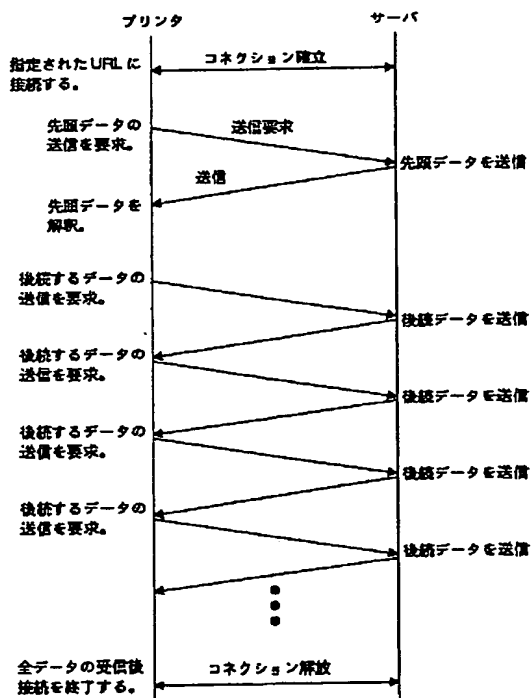 プリンタ
サーバ
指定されたURLに
接続する。
コネクション確立
先頭データの
送信を要求。
送信要求
先頭データを送信
送信
先頭データを
解釈。
後続するデータの
送信を要求。
後続データを送信
後続するデータの
送信を要求。
後続データを送信
後続するデータの
送信を要求。
後続データを送信
後続するデータの
送信を要求。
後続データを送信
全データの受信後
接続を終了する。
コネクション解放